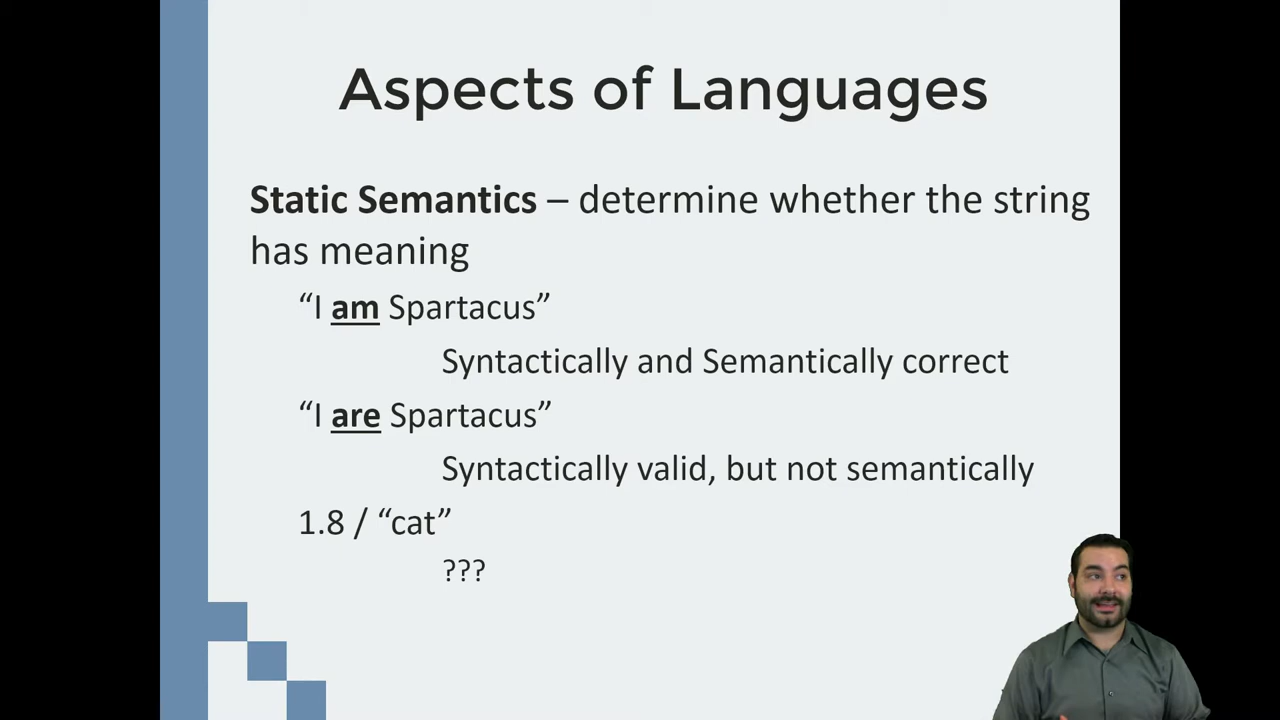 Aspects of Languages
Static Semantics – determine whether the string
has meaning
“I am Spartacus”
Syntactically and Semantically correct
“I are Spartacus”
Syntactically valid, but not semantically
1.8 / “cat”
???